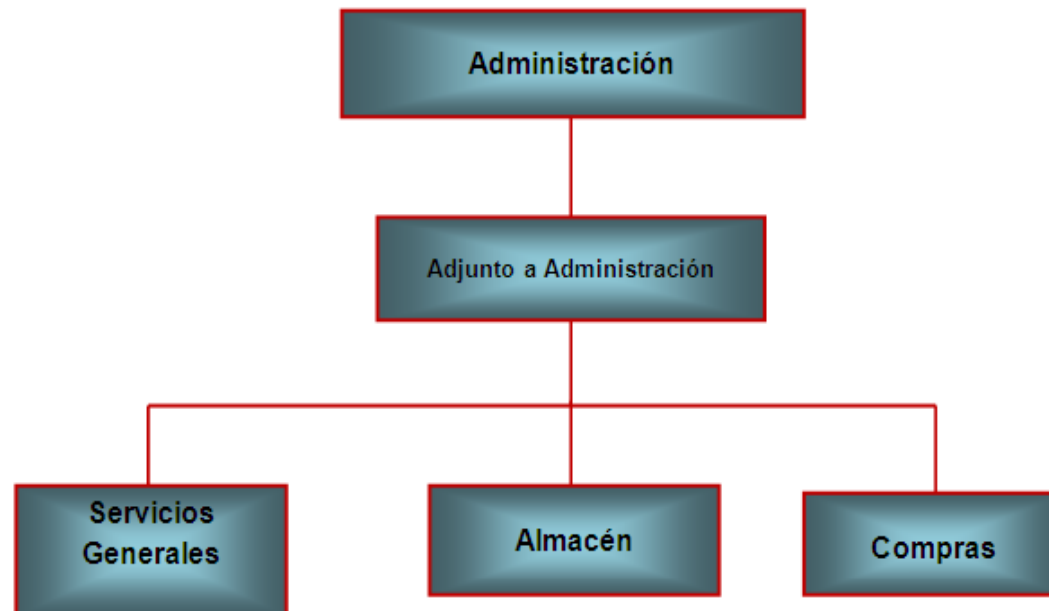 Administración
Adjunto a Administración
Servicios
Generales
Almacén
Compras